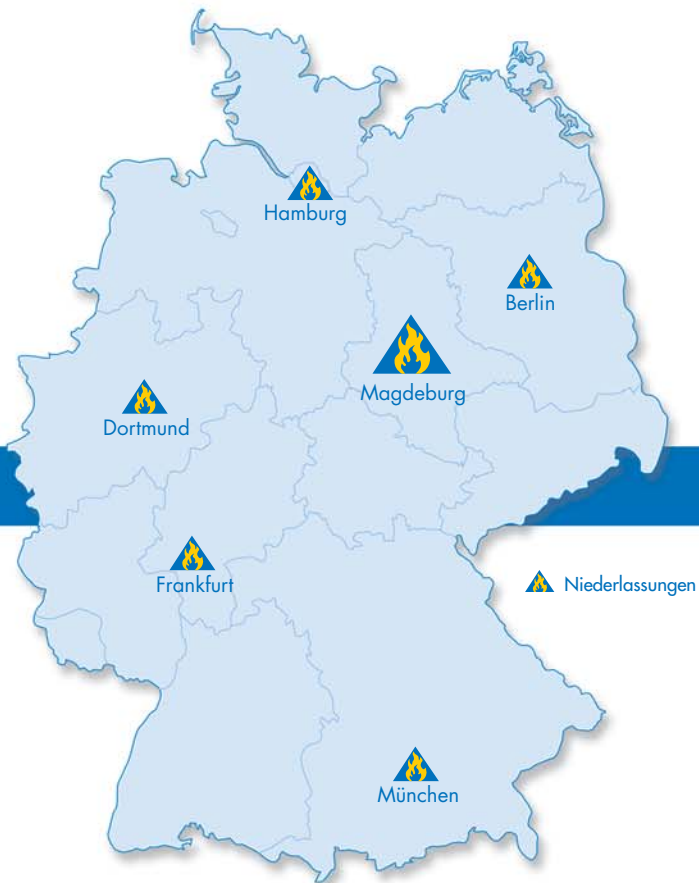 Hamburg
Berlin
Magdeburg
Dortmund
Frankfurt
Niederlassungen
München